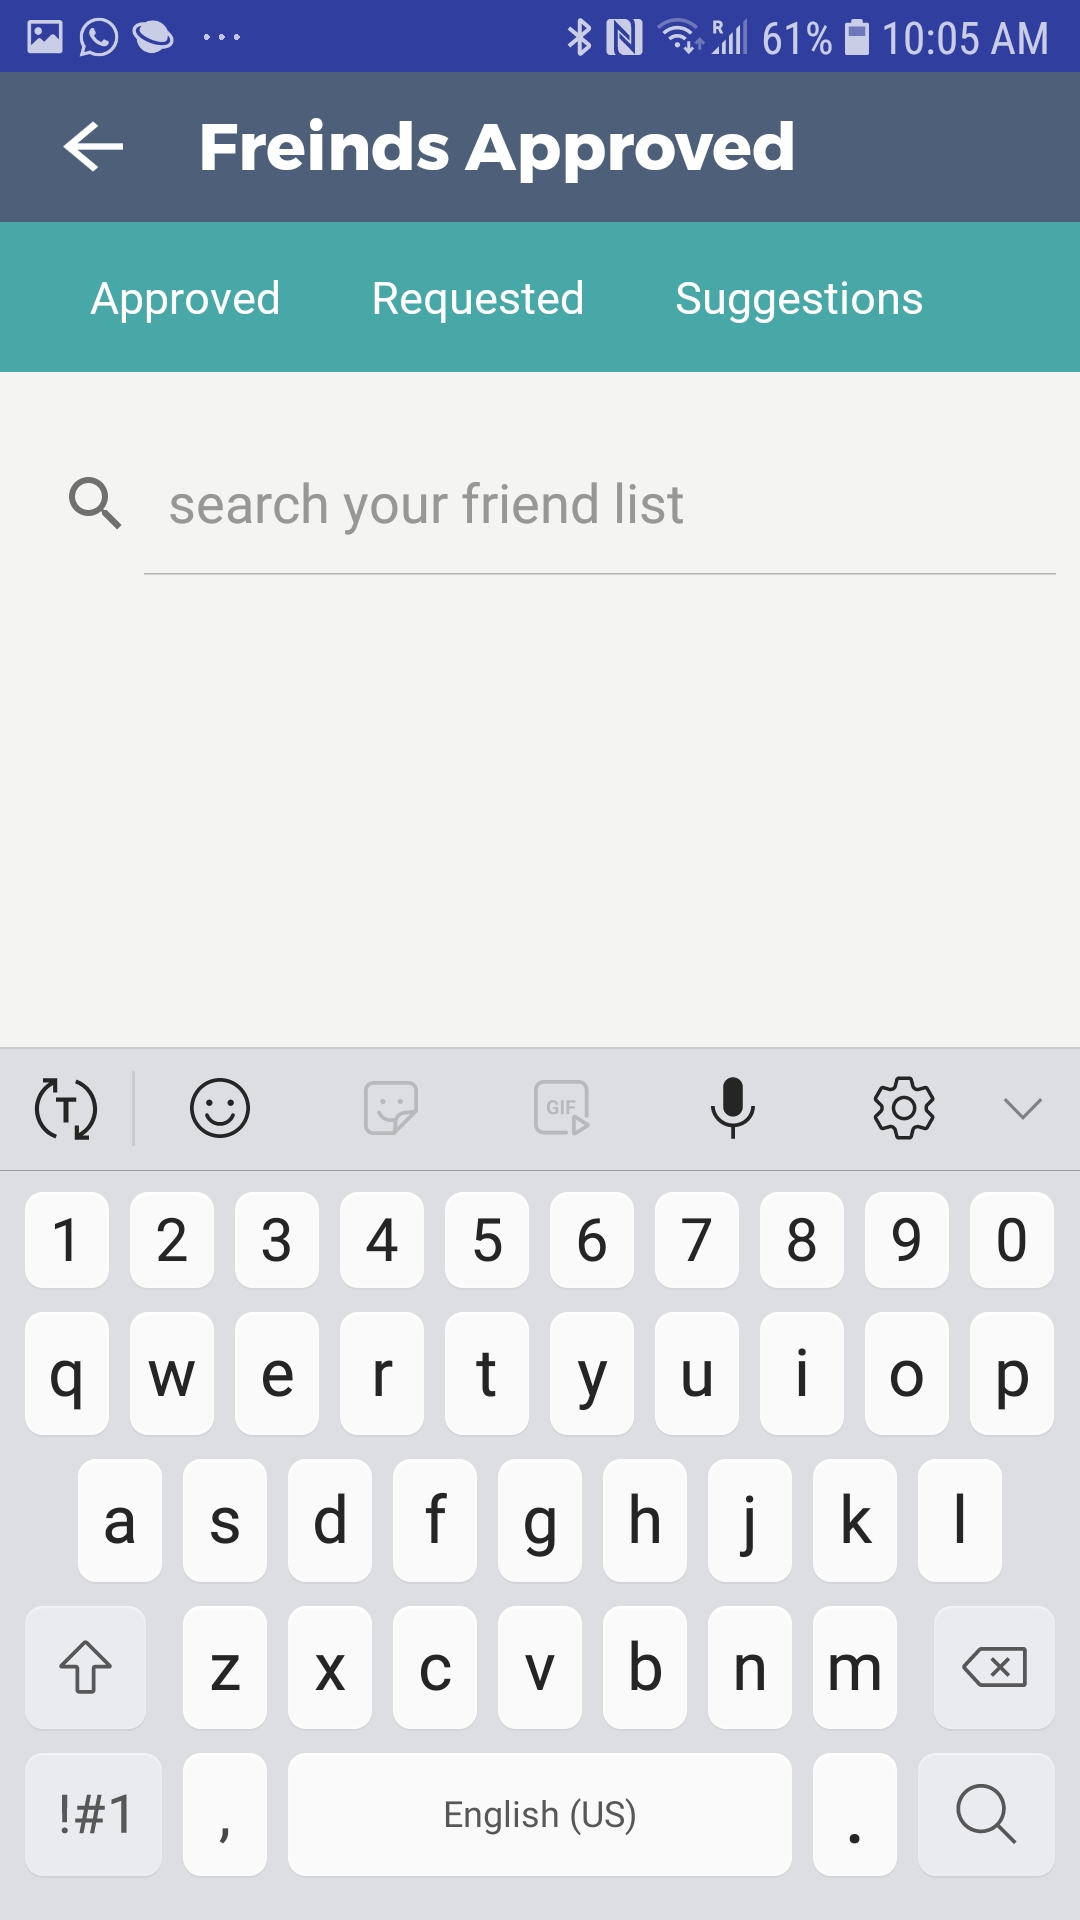 R 61% 10:05 AM
Freinds Approved
Approved Requested Suggestions
search your friend list
T GIF
1 2 3 4 5 6 7 8 9 0
q w e r t y u i o p
a s d f g h j k l
z x c v b n m
!#1 , English (US) .